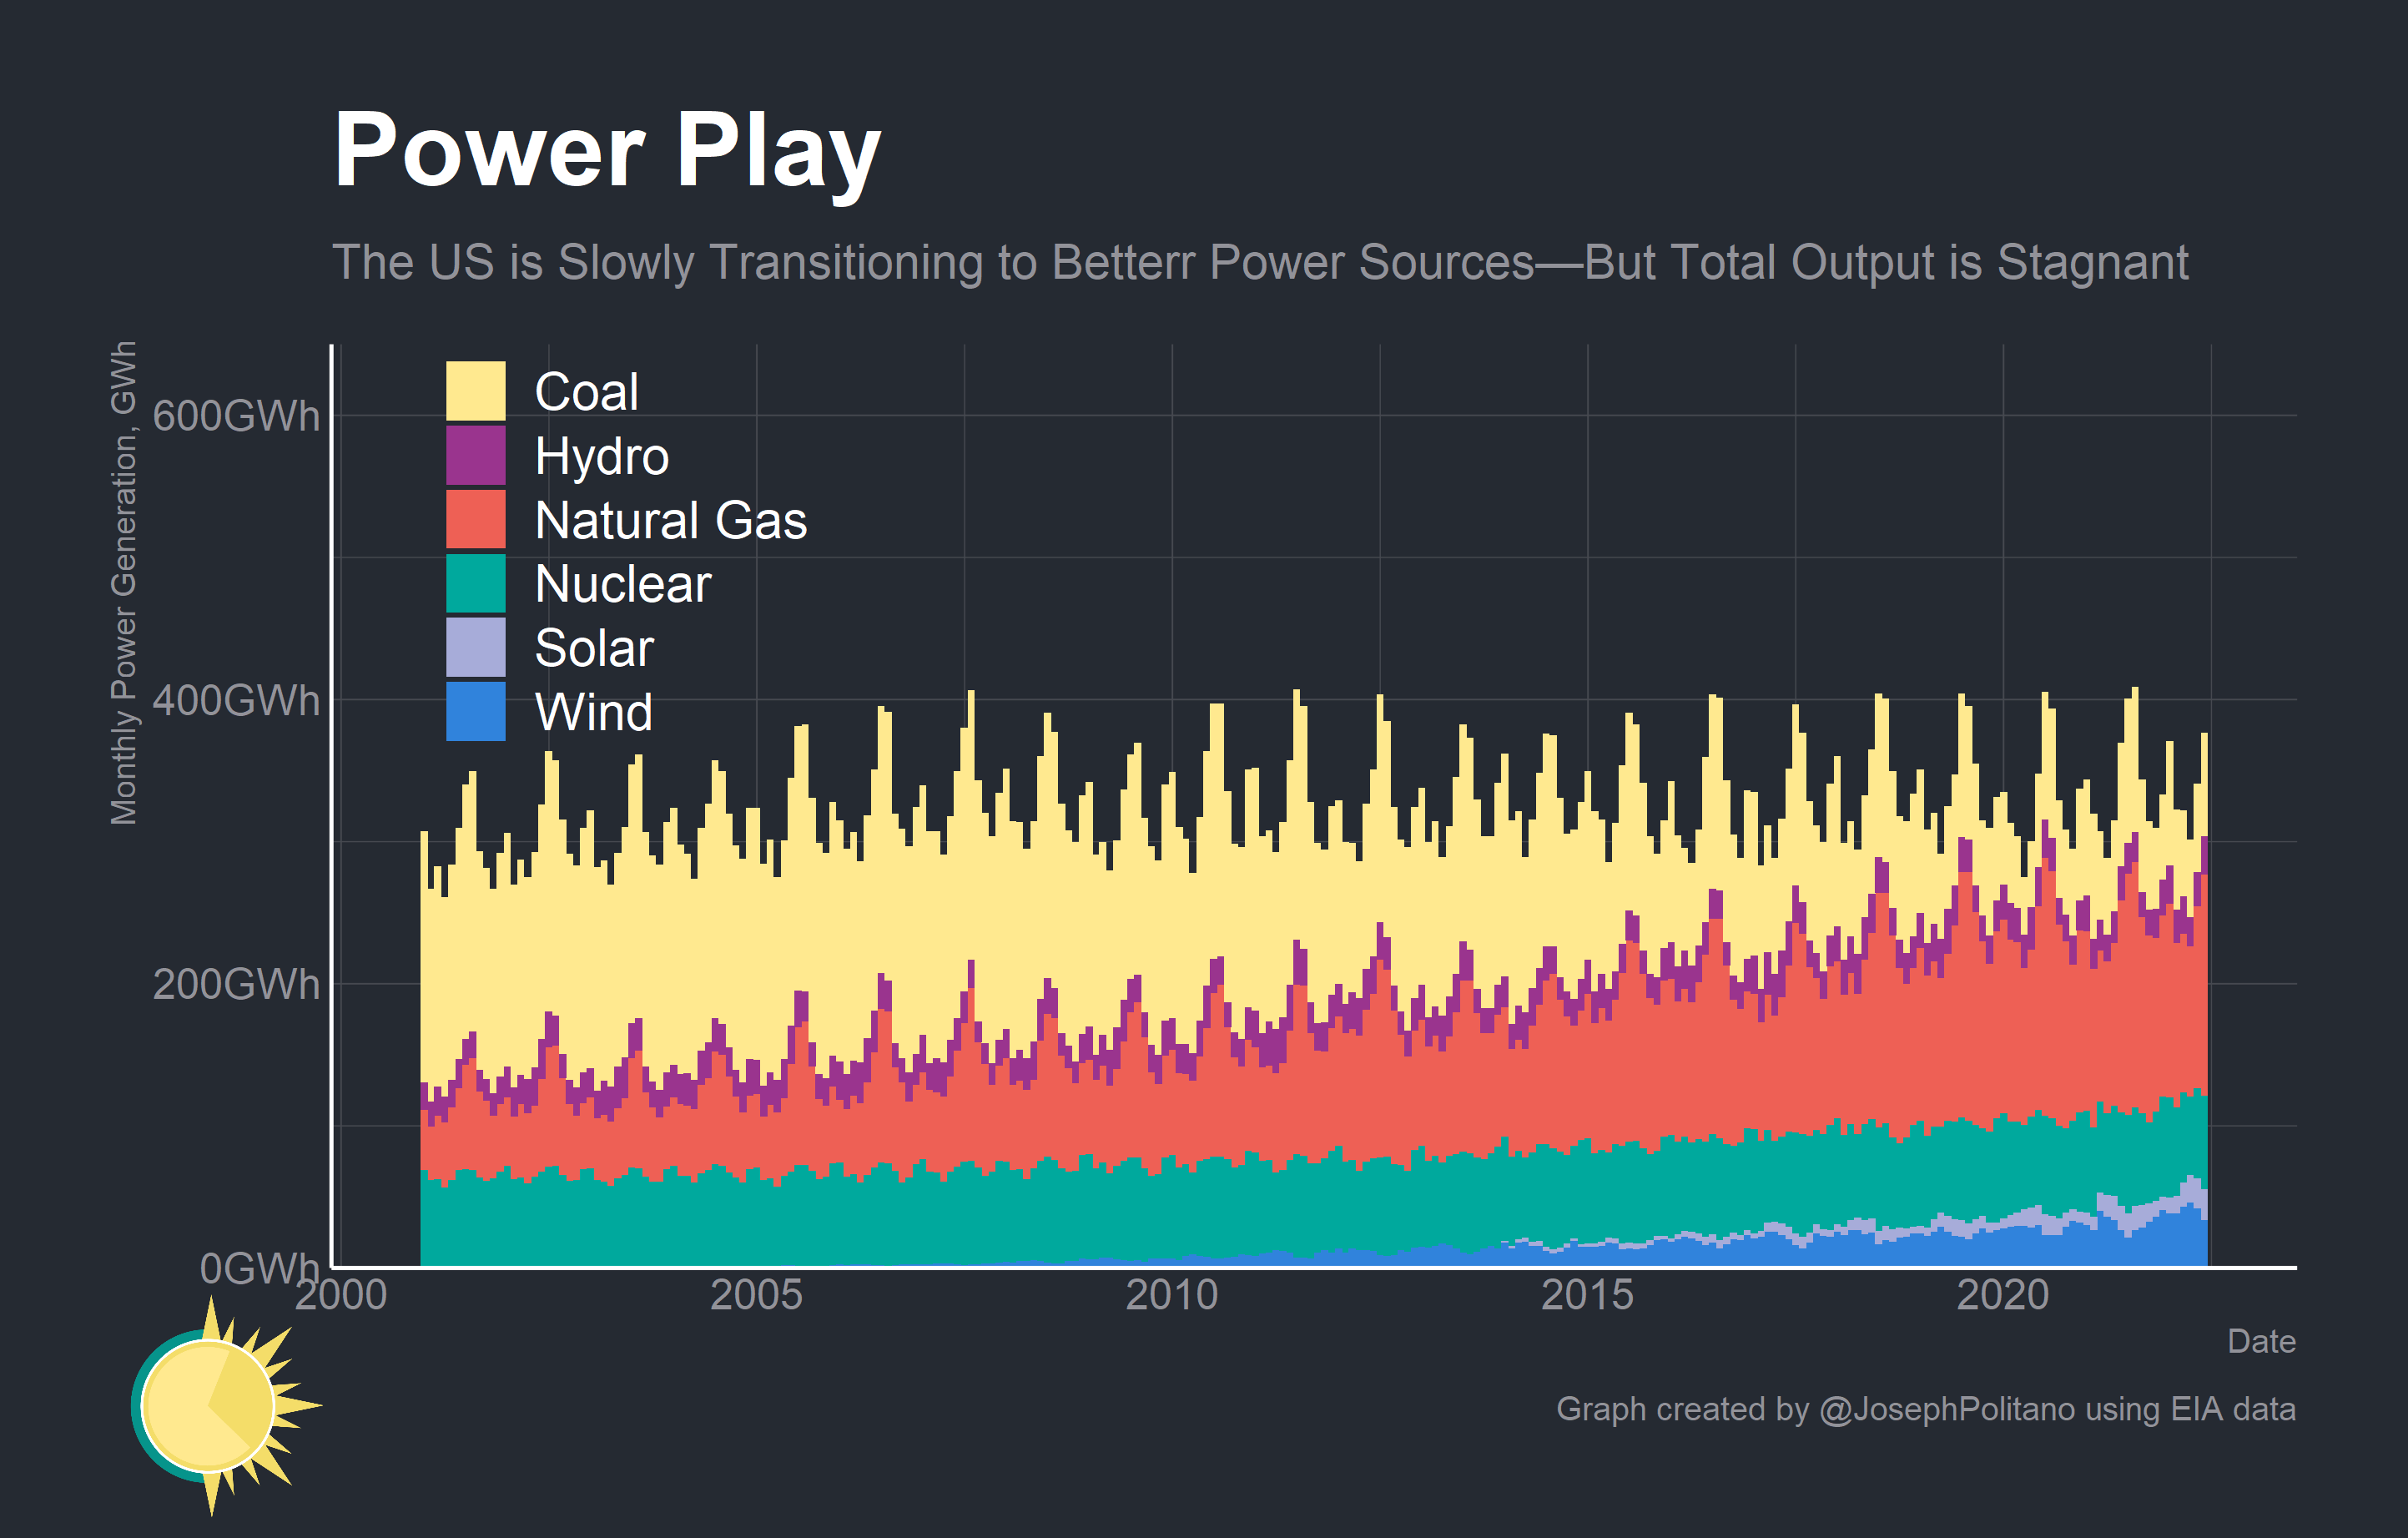 Power Play
The US is Slowly Transitioning to Betterr Power Sources—But Total Output is Stagnant
Monthly Power Generation, GWh
600GWh
400GWh
200GWh
0GWh
Coal
Hydro
Natural Gas
Nuclear
Solar
Wind
2000
2005
2010
2015
2020
Date
Graph created by @JosephPolitano using EIA data